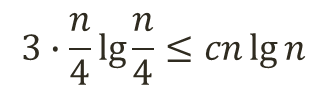 3 · n/4 lg n/4 ≤ cn lg n